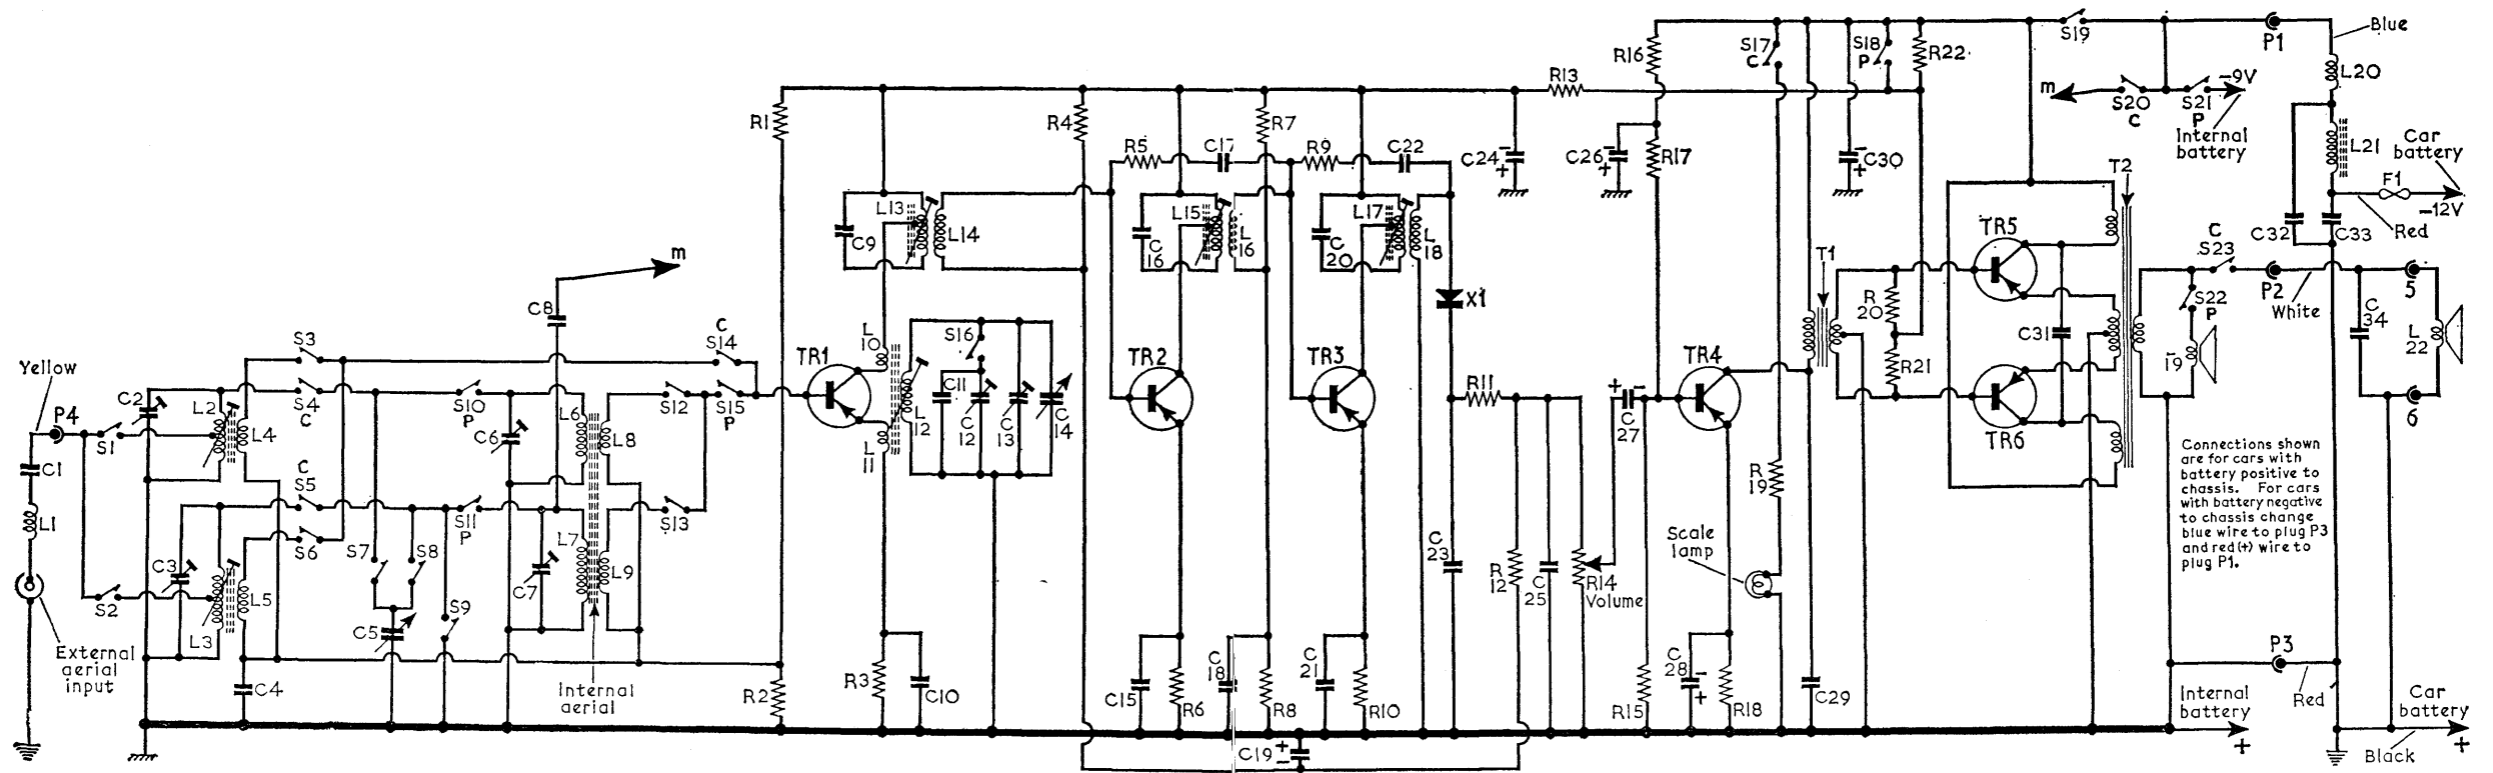 Yellow
P4
C1
L1
External
aerial
input
S1
S2
C2
L2
L4
C3
L3
L5
C4
S3
S4
C
C
S5
S6
S7
S8
C5
S9
S10
P
S11
P
C6
C7
L6
L7
L8
L9
C8
m
Internal
aerial
S12
S13
C
S14
S15
P
R1
R2
TR1
L
10
L
11
L
12
R3
C10
C9
L13
L14
S16
C11
C
12
C
13
C
14
R4
R5
C17
C
16
L15
L
16
TR2
C15
R6
C
18
R7
R8
C19
+
−
R9
C22
C
20
L17
L
18
TR3
C
21
R10
X1
C
23
R11
R
12
C
25
R14
Volume
C24
−
+
R13
R16
C26
−
+
R17
+ −
C
27
R15
TR4
C
28
−
+
R18
S17
C
R
19
Scale
lamp
C29
C30
−
+
S18
P
R22
T1
R
20
R21
TR5
TR6
C31
T2
S19
m
S20
C
S21
P
−9V
Internal
battery
P1
Blue
L20
L21
Car
battery
F1
−12V
Red
C32
C33
C
S23
S22
P
19
P2
White
C
34
5
L
22
6
Connections shown
are for cars with
battery positive to
chassis. For cars
with battery negative
to chassis change
blue wire to plug P3
and red(+) wire to
plug P1.
P3
Red
Internal
battery
+
Car
battery
+
Black